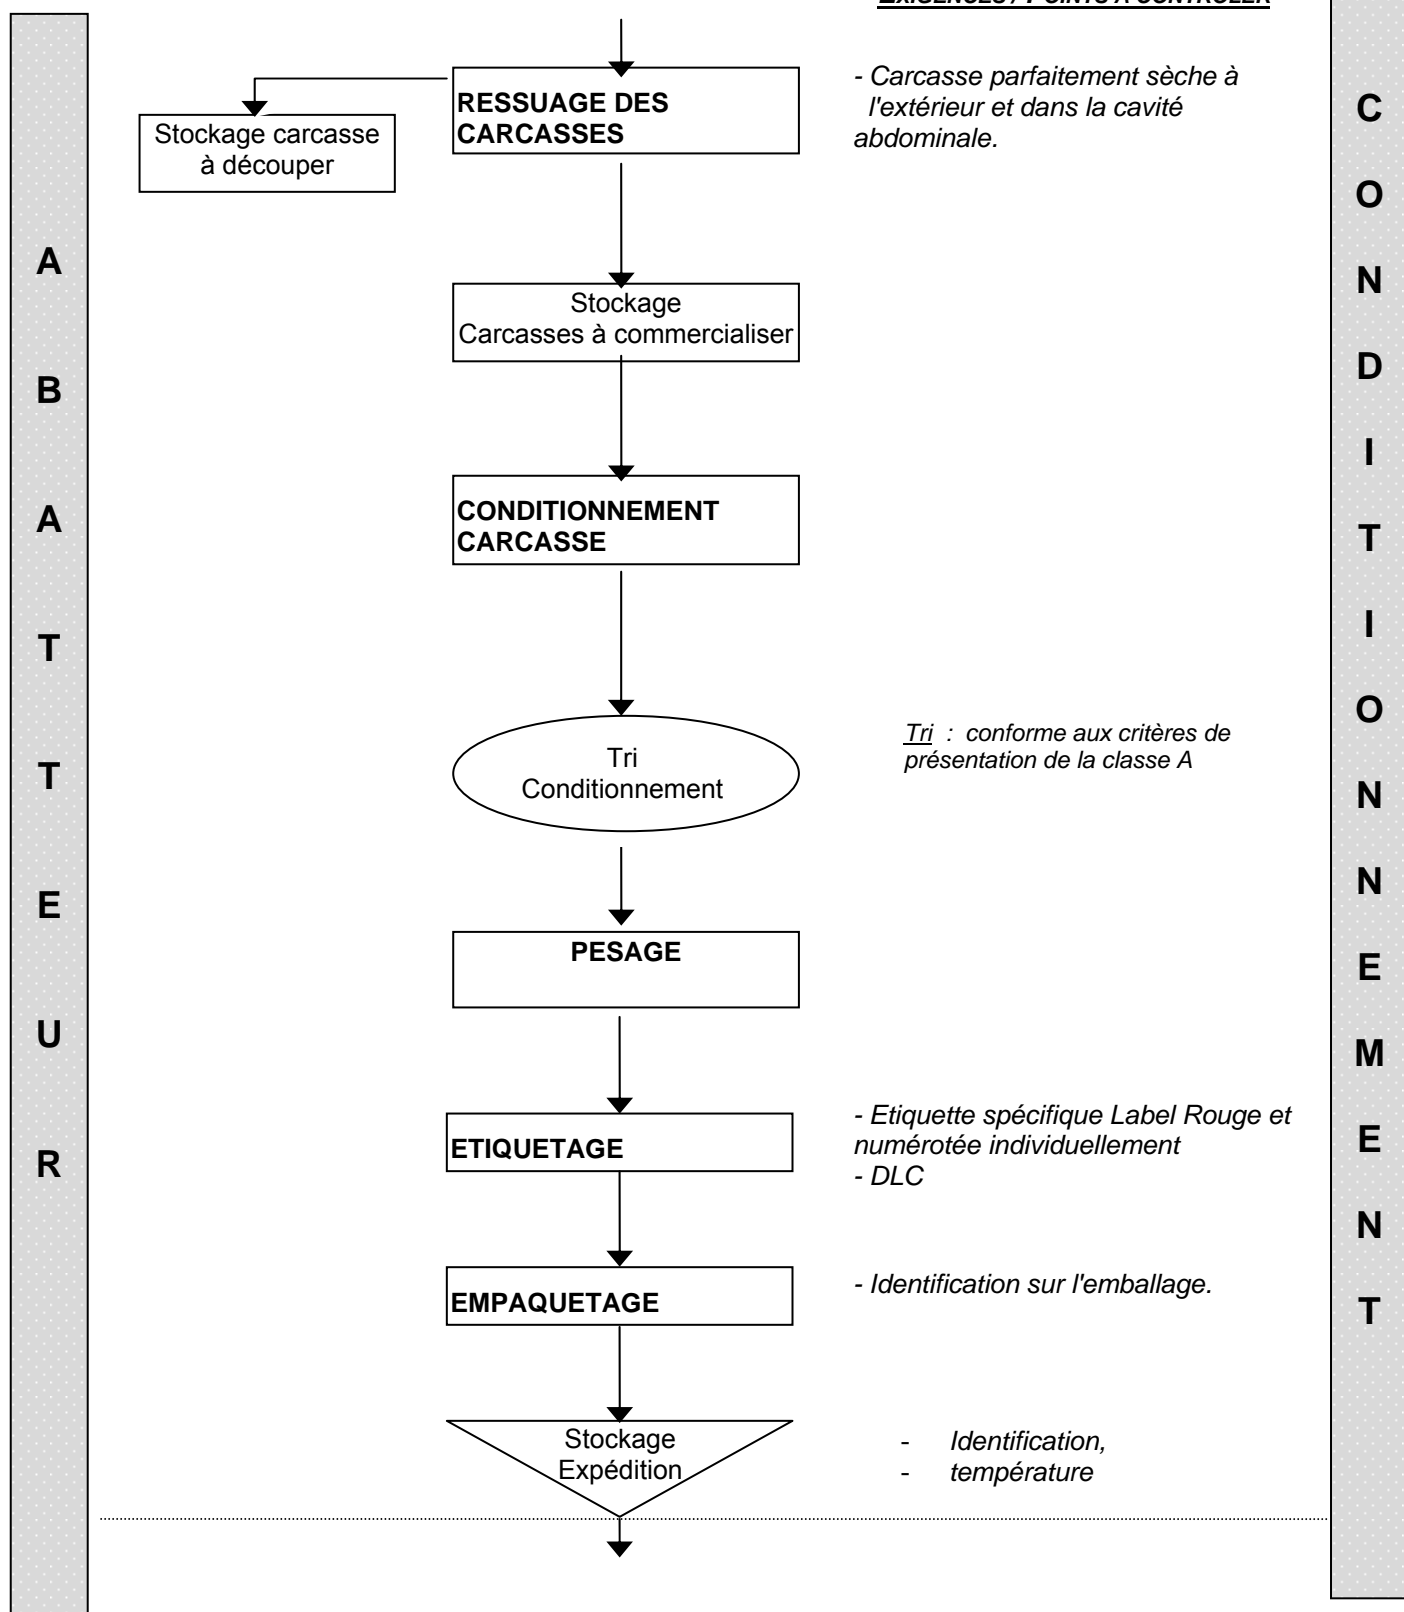 EXIGENCES / POINTS A CONTROLER
RESSUAGE DES
CARCASSES
- Carcasse parfaitement sèche à
l'extérieur et dans la cavité
abdominale.
Stockage carcasse
à découper
Stockage
Carcasses à commercialiser
CONDITIONNEMENT
CARCASSE
Tri
Conditionnement
Tri : conforme aux critères de
présentation de la classe A
PESAGE
ETIQUETAGE
- Etiquette spécifique Label Rouge et
numérotée individuellement
- DLC
EMPAQUETAGE
- Identification sur l'emballage.
Stockage
Expédition
- Identification,
- température
A
B
A
T
T
E
U
R
C
O
N
D
I
T
I
O
N
N
E
M
E
N
T